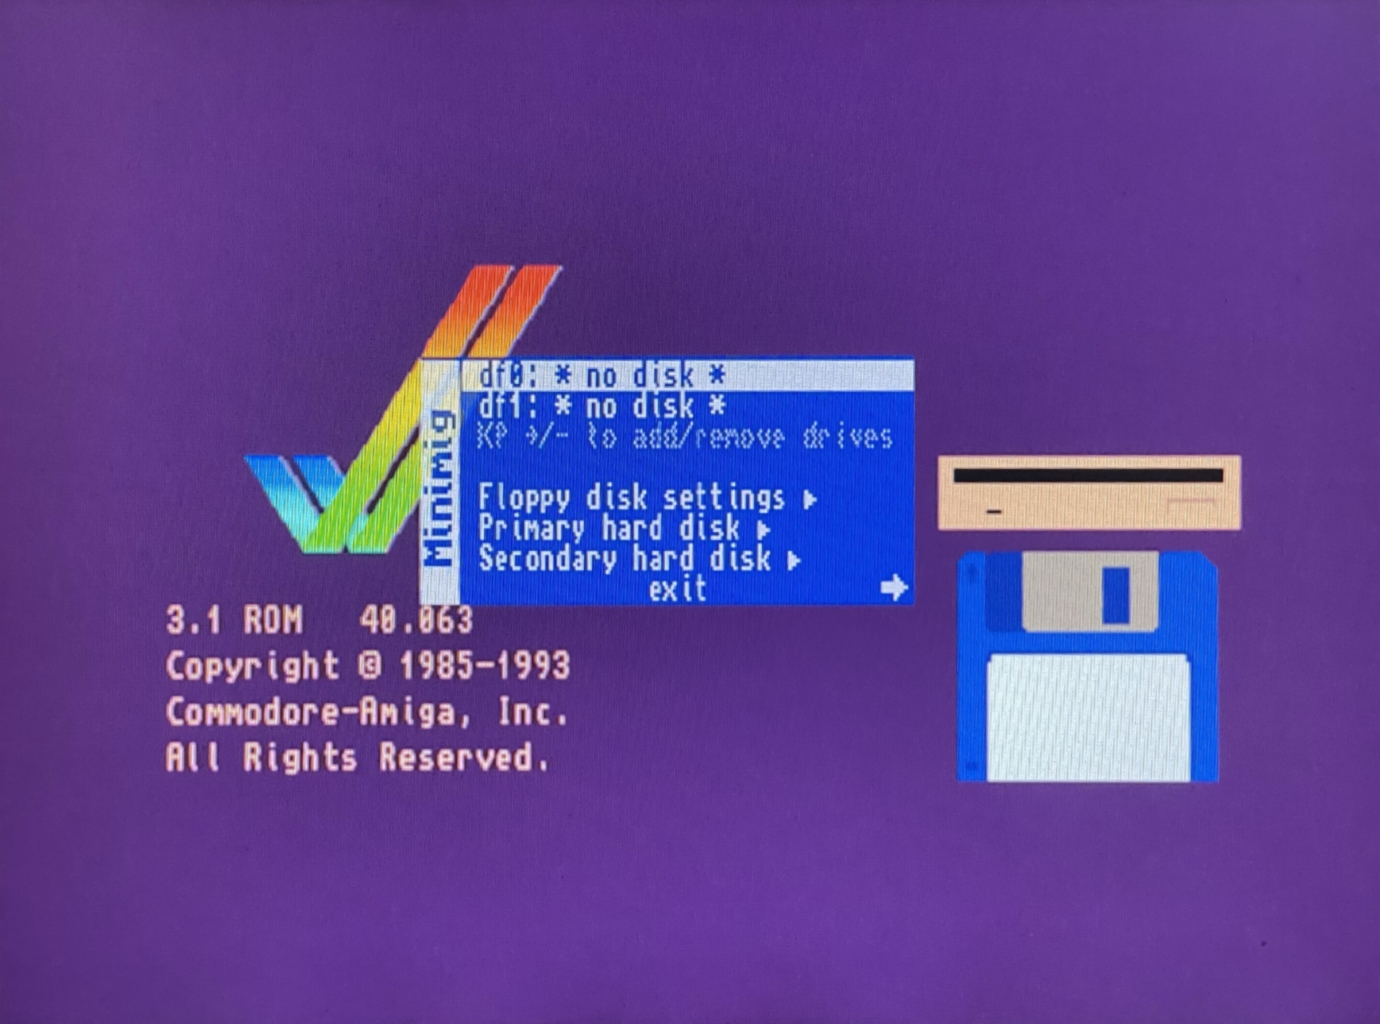 Minimig
df0: * no disk *
df1: * no disk *
KP +/- to add/remove drives
Floppy disk settings
Primary hard disk
Secondary hard disk
exit
3.1 ROM 40.063
Copyright © 1985-1993
Commodore-Amiga, Inc.
All Rights Reserved.